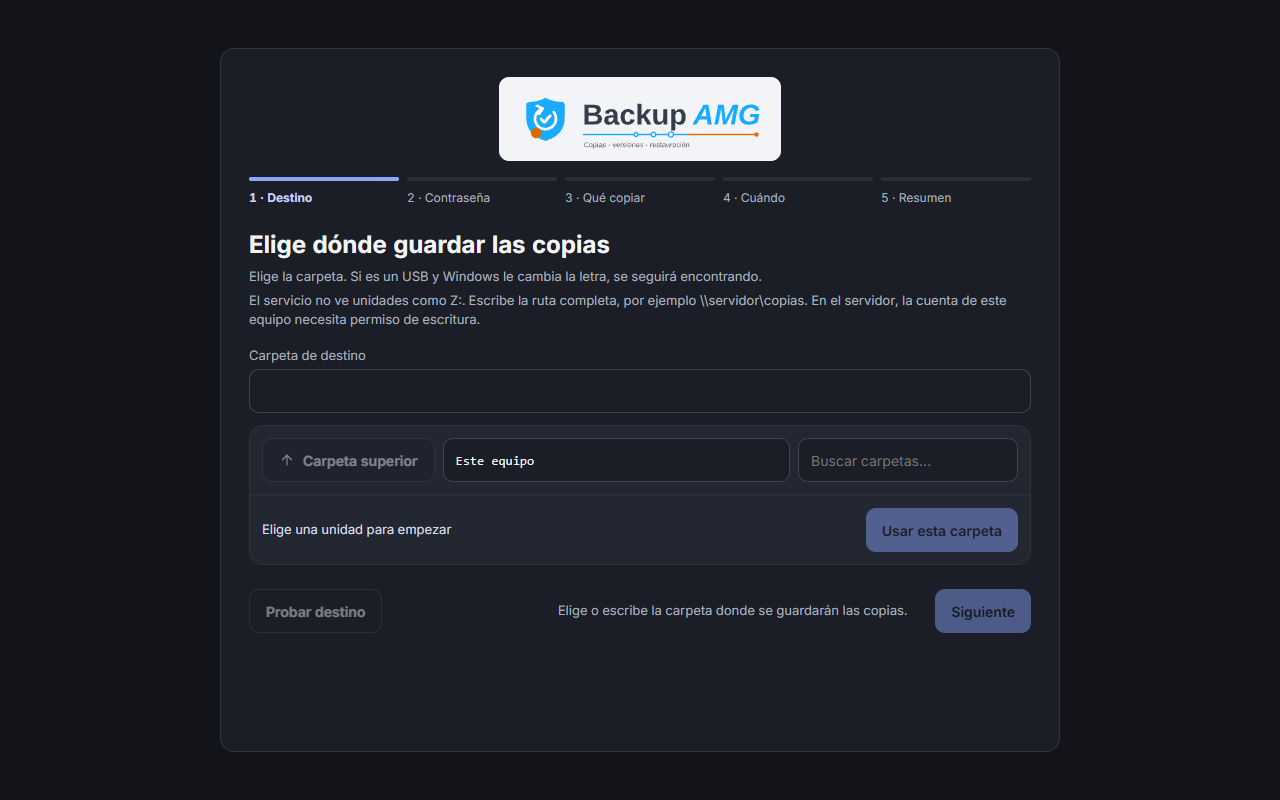 Backup AMG
Copias · versiones · restauración
1 · Destino
2 · Contraseña
3 · Qué copiar
4 · Cuándo
5 · Resumen
Elige dónde guardar las copias
Elige la carpeta. Si es un USB y Windows le cambia la letra, se seguirá encontrando.
El servicio no ve unidades como Z:. Escribe la ruta completa, por ejemplo \\servidor\copias. En el servidor, la cuenta de este
equipo necesita permiso de escritura.
Carpeta de destino
↑ Carpeta superior
Este equipo
Buscar carpetas...
Elige una unidad para empezar
Usar esta carpeta
Probar destino
Elige o escribe la carpeta donde se guardarán las copias.
Siguiente